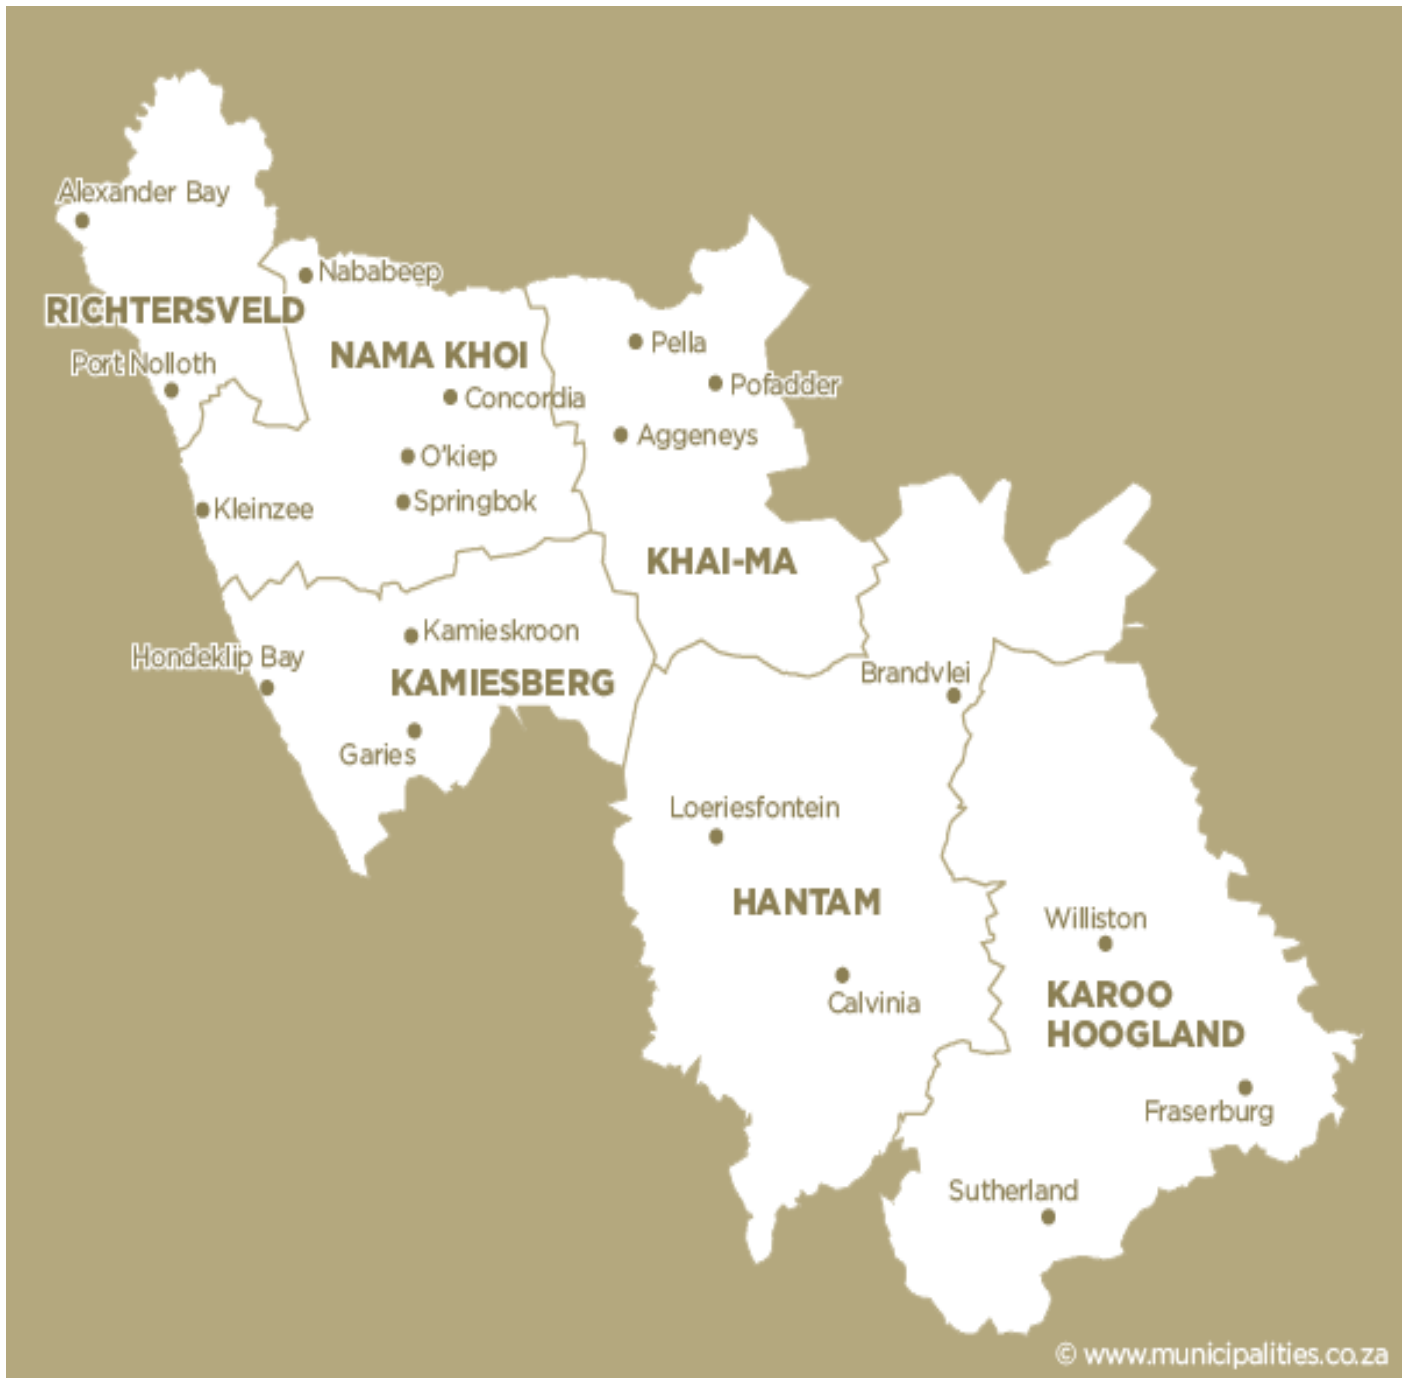 Alexander Bay
Nababeep
RICHTERSVELD
Pella
NAMA KHOI
Port Nolloth
Pofadder
Concordia
Aggeneys
O'kiep
Springbok
Kleinzee
KHAI-MA
Kamieskroon
Hondeklip Bay
Brandvlei
KAMIESBERG
Garies
Loeriesfontein
HANTAM
Williston
KAROO
HOOGLAND
Calvinia
Fraserburg
Sutherland
© www.municipalities.co.za